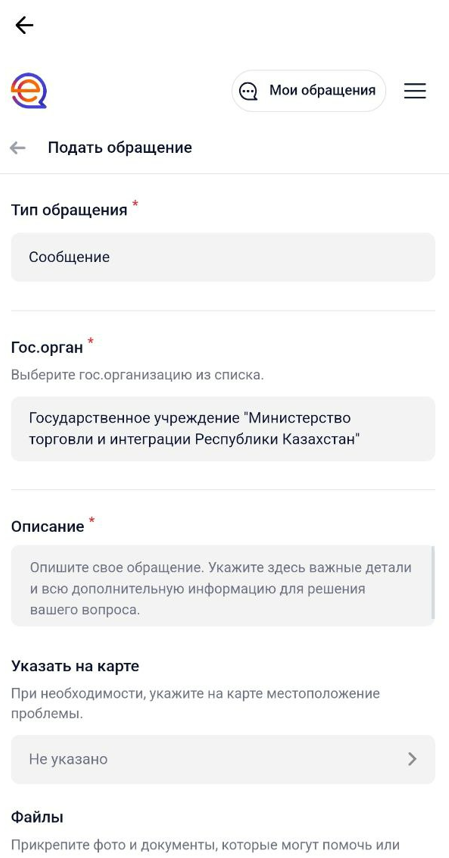 Мои обращения
Подать обращение
Тип обращения *
Сообщение
Гос.орган *
Выберите гос.организацию из списка.
Государственное учреждение "Министерство
торговли и интеграции Республики Казахстан"
Описание *
Опишите свое обращение. Укажите здесь важные детали
и всю дополнительную информацию для решения
вашего вопроса.
Указать на карте
При необходимости, укажите на карте местоположение
проблемы.
Не указано
Файлы
Прикрепите фото и документы, которые могут помочь или